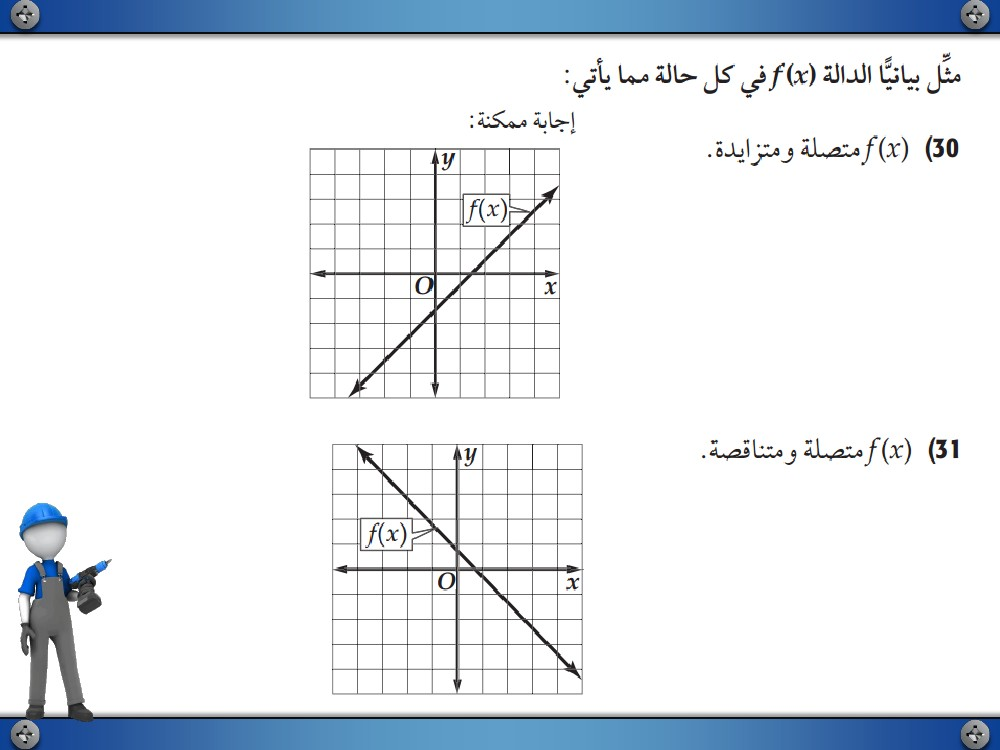 مثِّل بيانيًّا الدالة f(x) في كل حالة مما يأتي:
إجابة ممكنة:
30) f(x) متصلة ومتزايدة.
y
f(x)
O
x
31) f(x) متصلة ومتناقصة.
y
f(x)
O
x